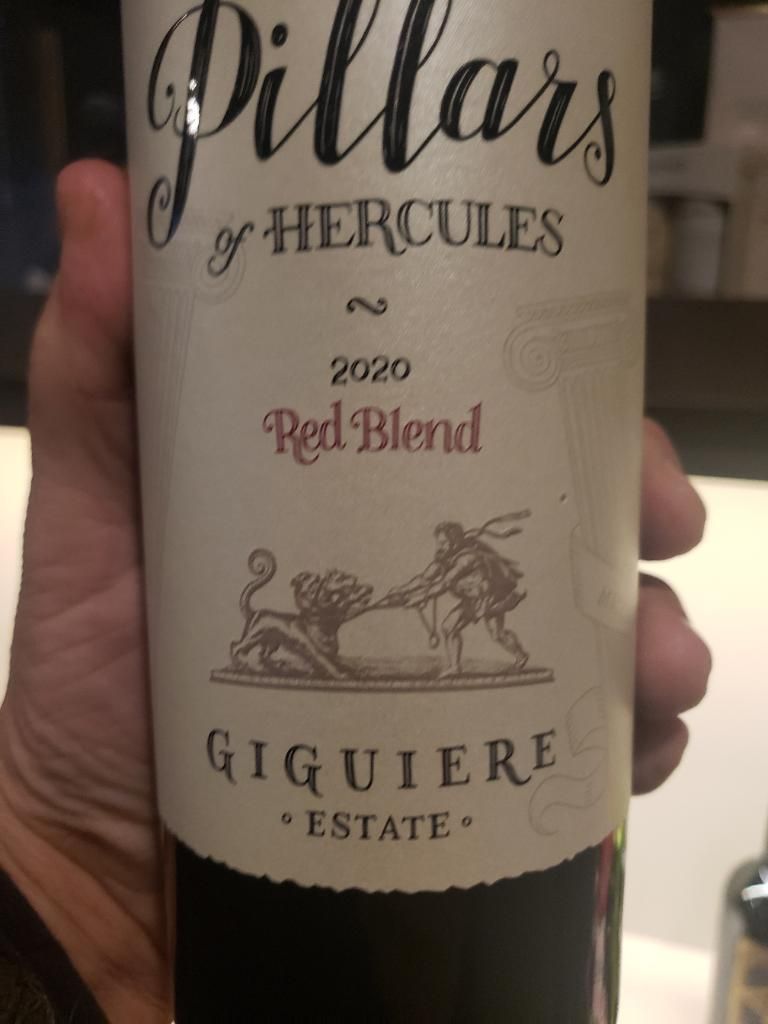 Pillars
of HERCULES
~
2020
Red Blend
GIGUIERE
° ESTATE °